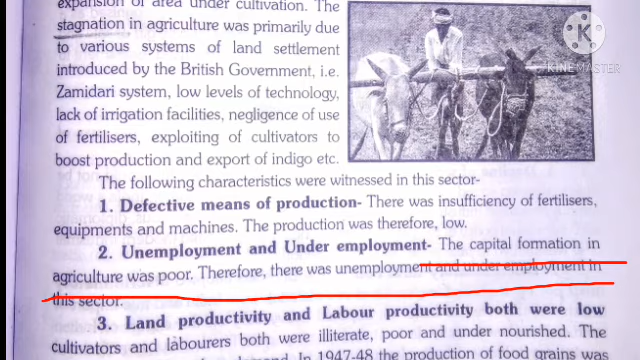 expansion of area under cultivation. The
stagnation in agriculture was primarily due
to various systems of land settlement
introduced by the British Government, i.e.
Zamidari system, low levels of technology,
lack of irrigation facilities, negligence of use
of fertilisers, exploiting of cultivators to
boost production and export of indigo etc.
KINEMASTER
The following characteristics were witnessed in this sector-
1. Defective means of production- There was insufficiency of fertilisers,
equipments and machines. The production was therefore, low.
2. Unemployment and Under employment- The capital formation in
agriculture was poor. Therefore, there was unemployment and under employment in
this sector.
3. Land productivity and Labour productivity both were low
cultivators and labourers both were illiterate, poor and under nourished. The
In 1947-48 the production of food grains was